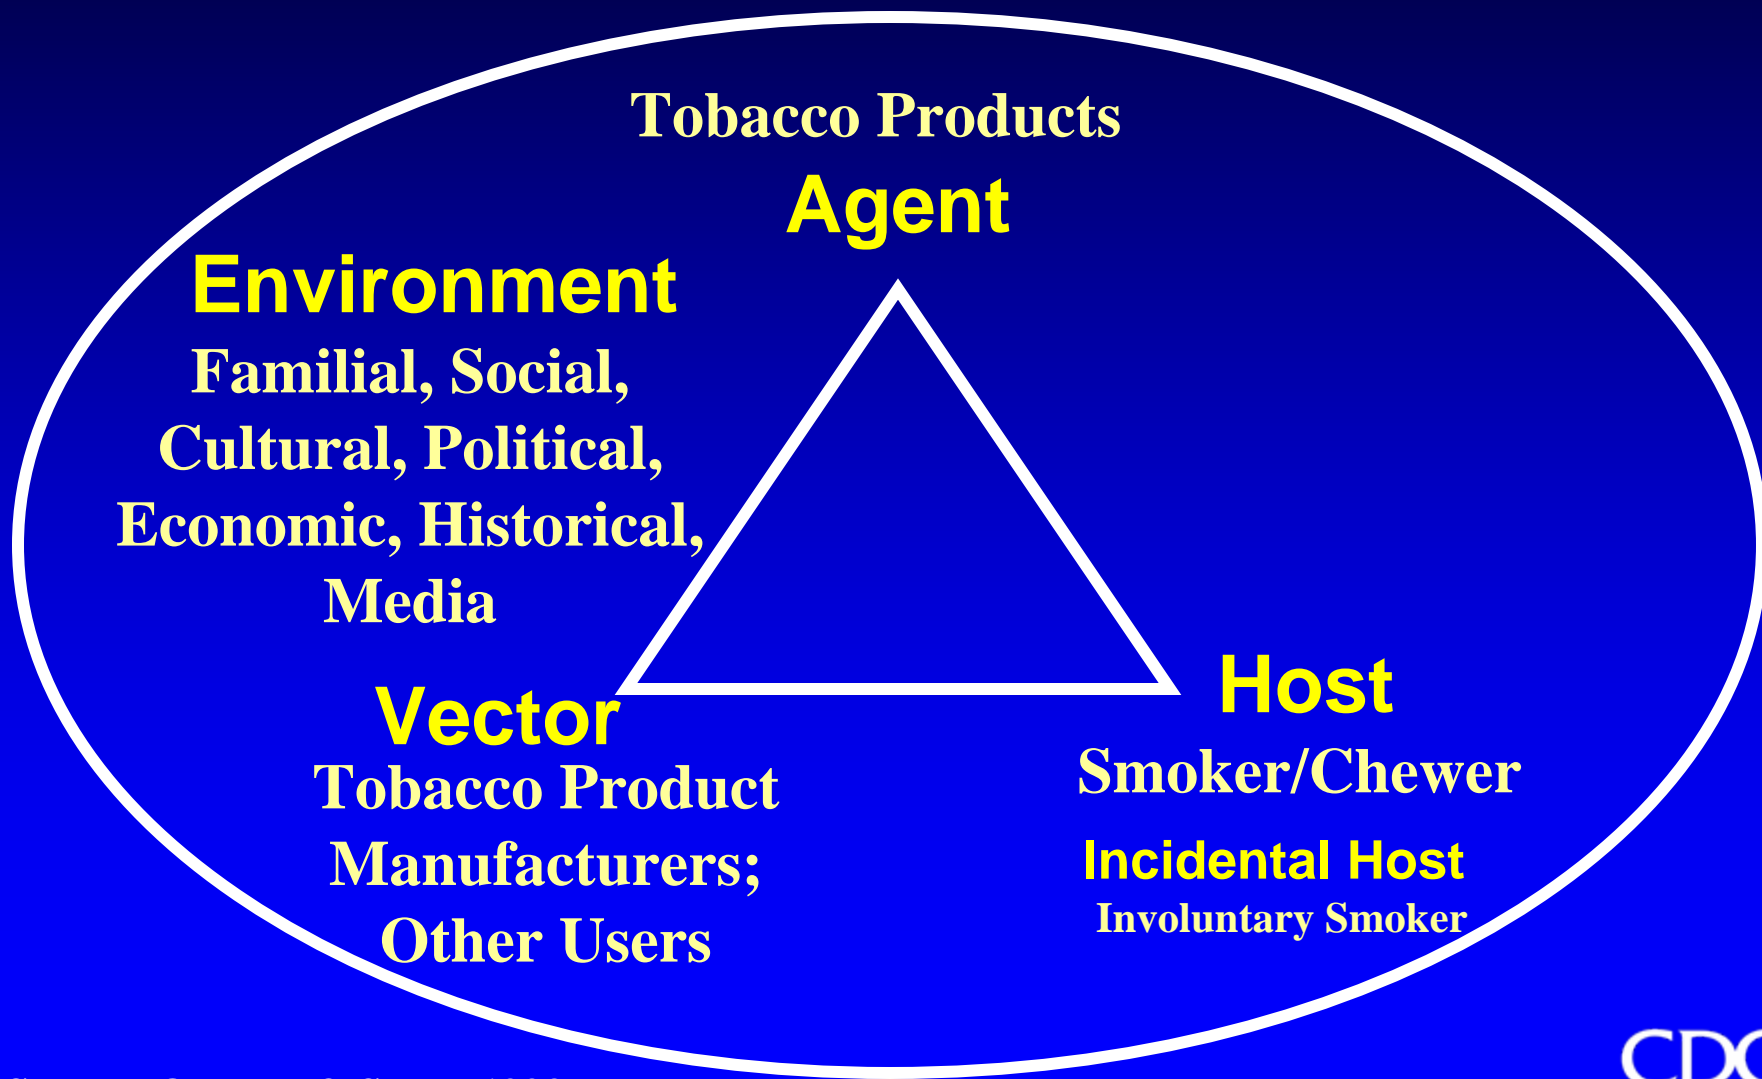 Tobacco Products
Agent
Environment
Familial, Social,
Cultural, Political,
Economic, Historical,
Media
Vector
Tobacco Product
Manufacturers;
Other Users
Host
Smoker/Chewer
Incidental Host
Involuntary Smoker
CDC